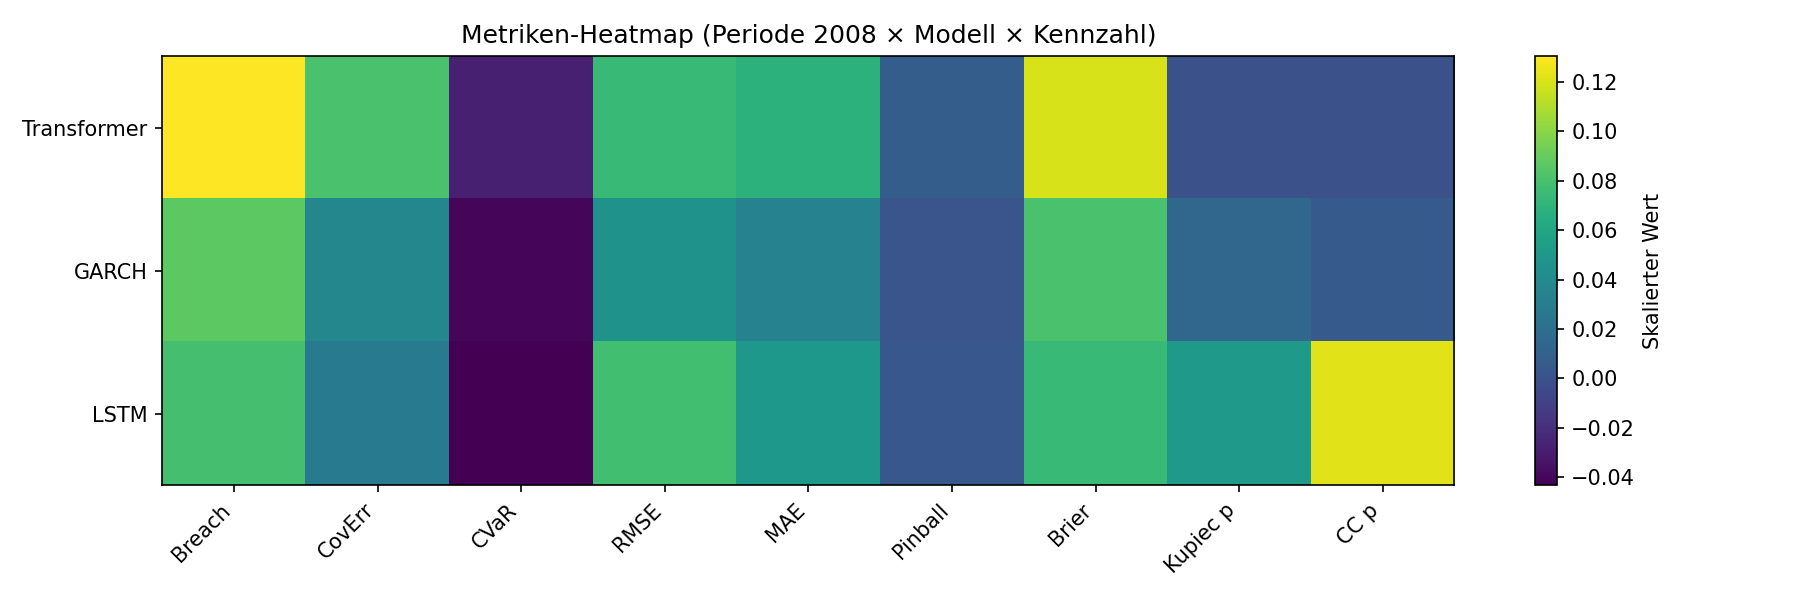 Metriken-Heatmap (Periode 2008 × Modell × Kennzahl)
Transformer
GARCH
LSTM
Breach
CovErr
CVaR
RMSE
MAE
Pinball
Brier
Kupiec p
CC p
0.12
0.10
0.08
0.06
0.04
0.02
0.00
−0.02
−0.04
Skalierter Wert